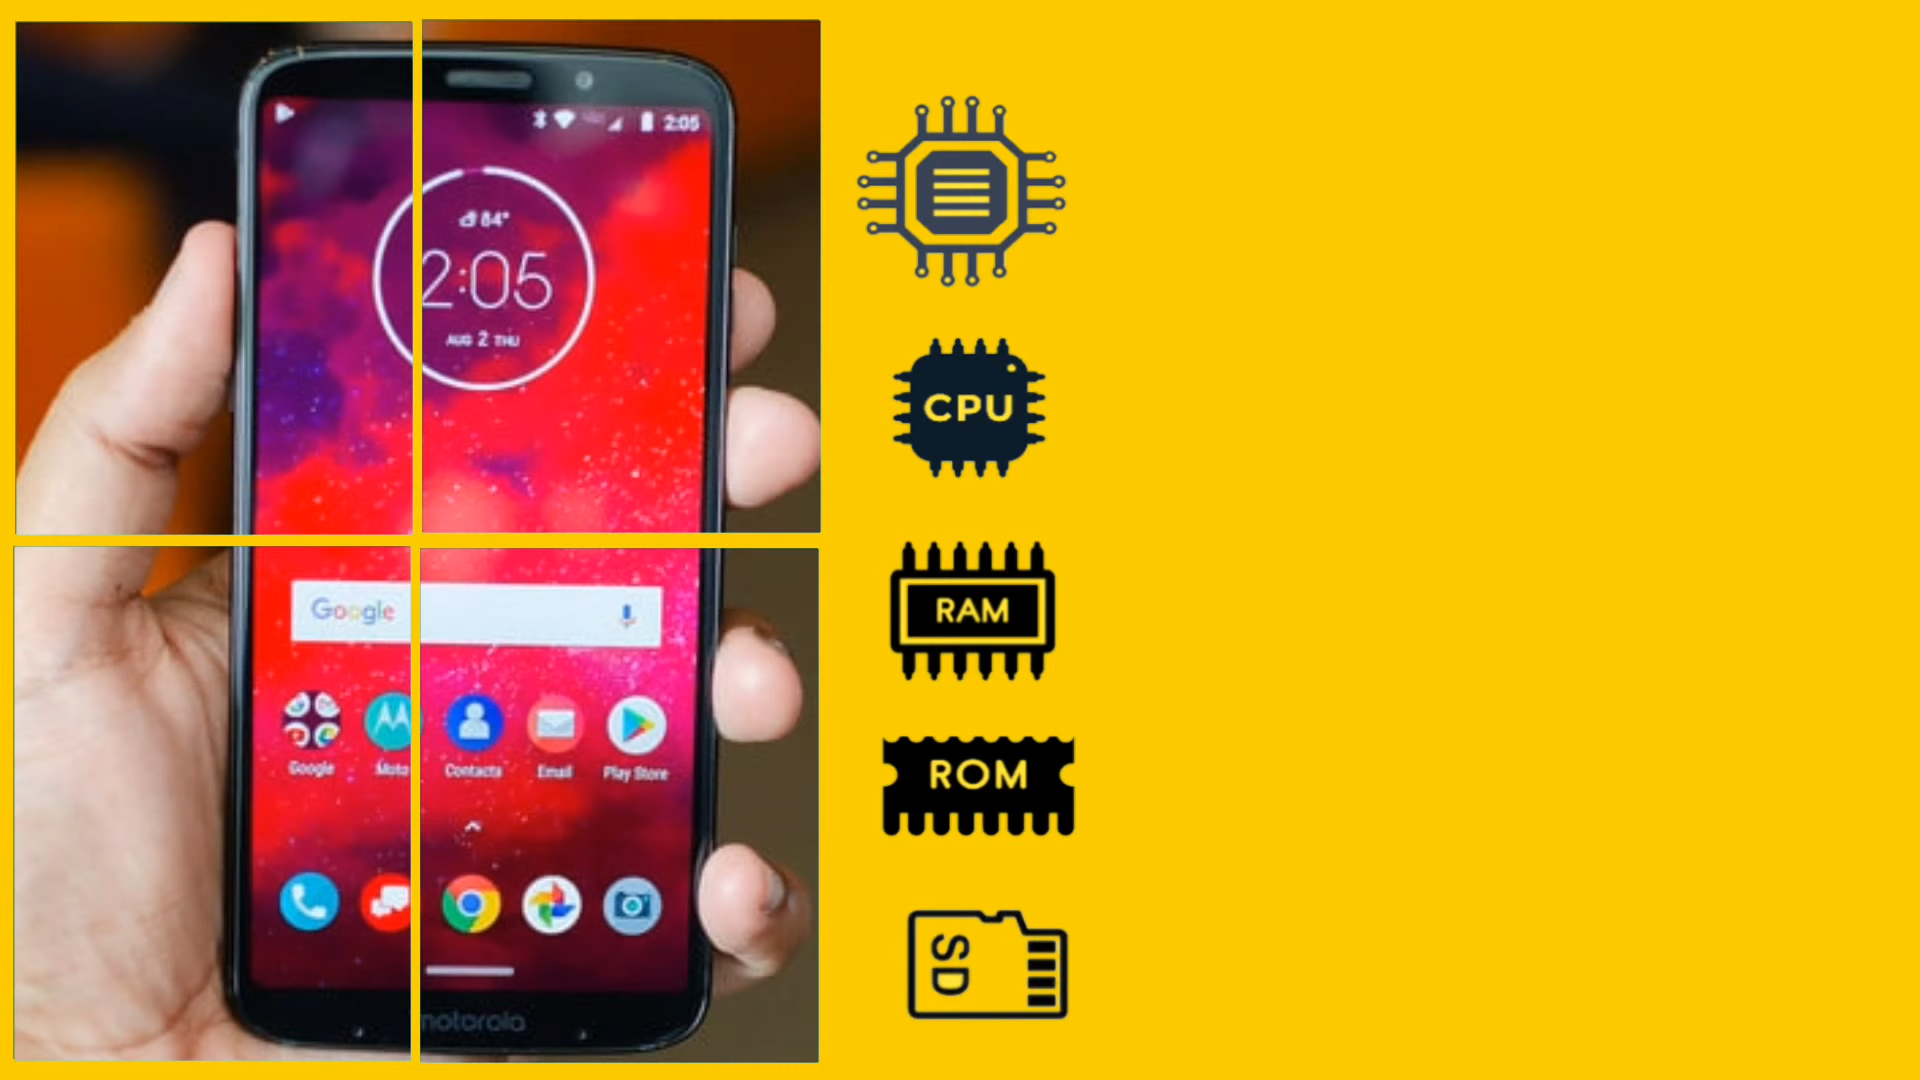 2:05
84°
2:05
AUG 2 THU
Google
Google
Moto
Contacts
Email
Play Store
motorola
CPU
RAM
ROM
SD